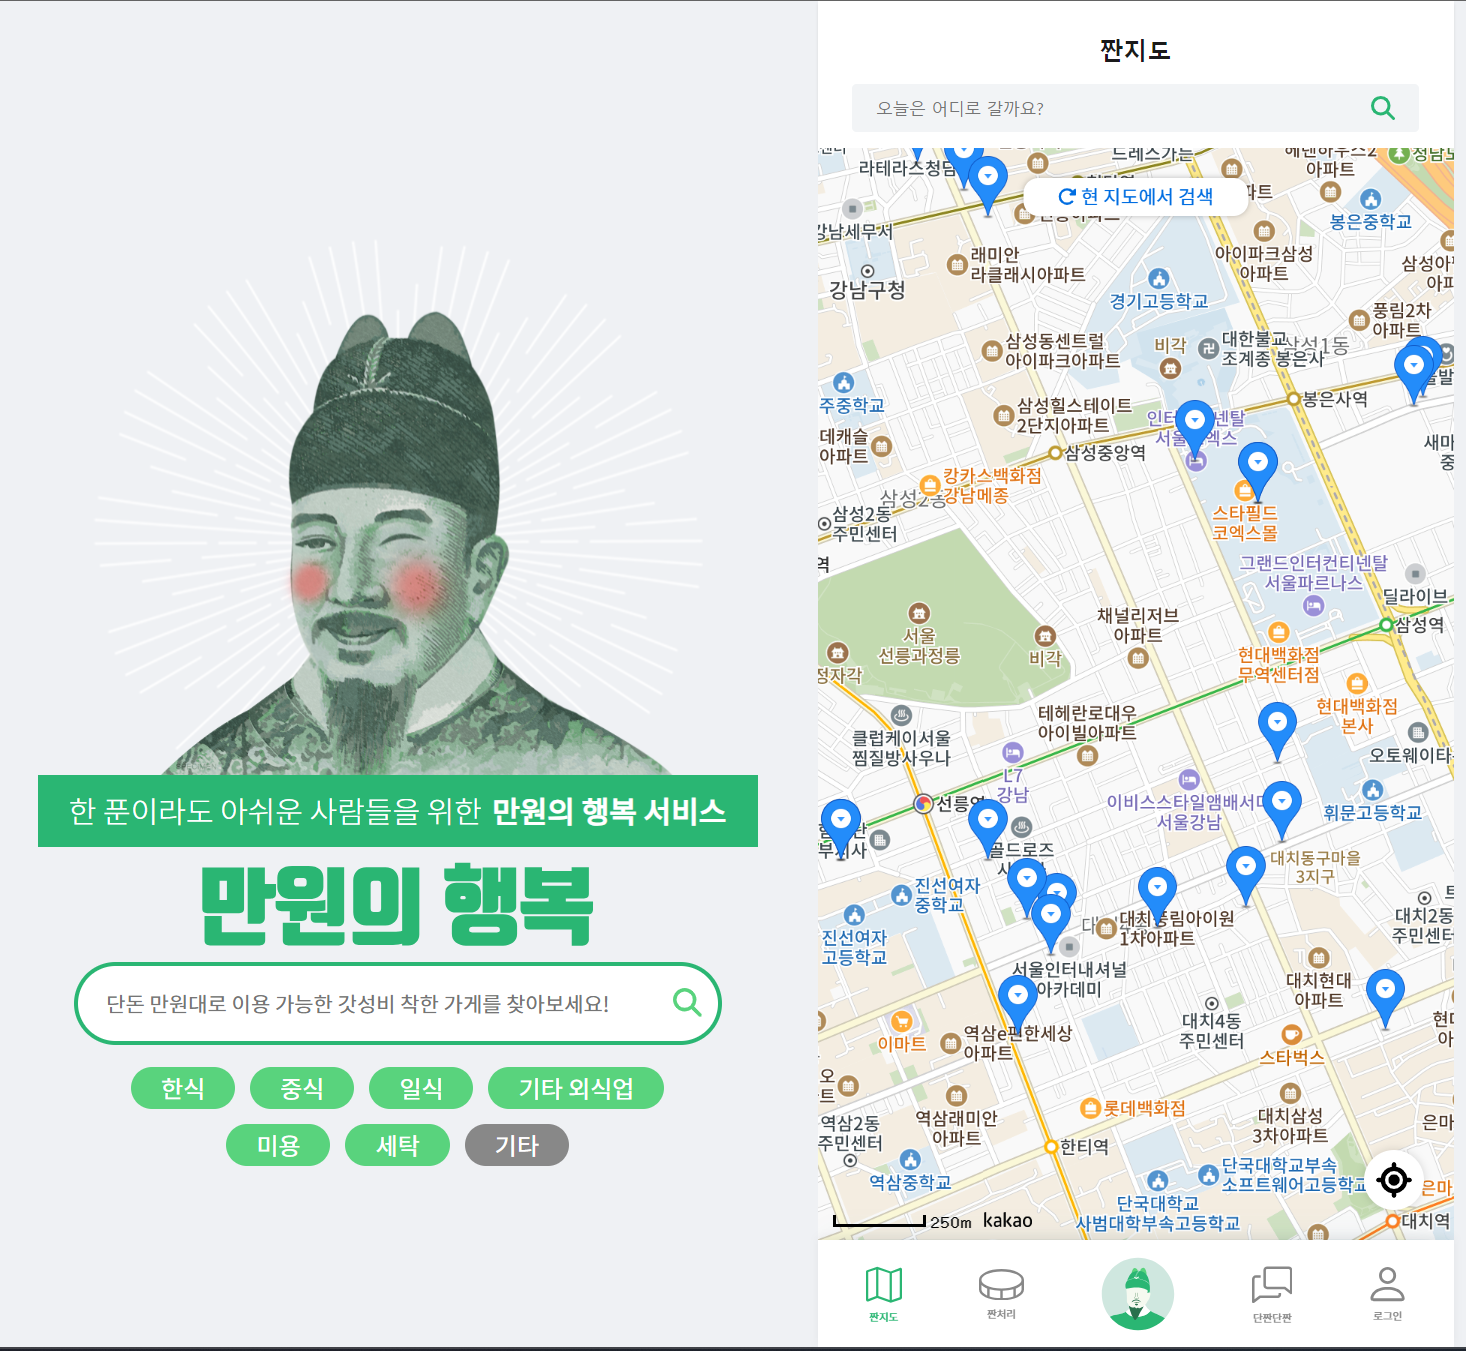 한 푼이라도 아쉬운 사람들을 위한 만원의 행복 서비스
만원의 행복
단돈 만원대로 이용 가능한 갓성비 착한 가게를 찾아보세요!
한식 중식 일식 기타 외식업
미용 세탁 기타
짠지도
오늘은 어디로 갈까요?
라테라스청담
드레스가든
아파트
현 지도에서 검색
봉은중학교
강남세무서
래미안
라클래시아파트
아이파크삼성
아파트
강남구청
경기고등학교
풍림2차
아파트
삼성동센트럴
아이파크아파트
비각
대한불교
조계종 봉은사
삼성1동
주중학교
봉은사역
삼성힐스테이트
2단지아파트
데캐슬
아파트
삼성중앙역
캉카스백화점
강남메종
삼성2동
삼성2동
주민센터
스타필드
코엑스몰
그랜드인터컨티넨탈
서울파르나스
딜라이브
삼성역
채널리저브
아파트
서울
선릉과정릉
비각
정자각
현대백화점
무역센터점
현대백화점
본사
테헤란로대우
아이빌아파트
클럽케이서울
찜질방사우나
L7
강남
이비스스타일앰배서더
서울강남
휘문고등학교
선릉역
골드로즈
대치동구마을
3지구
진선여자
중학교
진선여자
고등학교
대치풍림아이원
1차아파트
대치2동
주민센터
서울인터내셔널
아카데미
대치현대
아파트
대치4동
주민센터
이마트
역삼e편한세상
아파트
스타벅스
롯데백화점
역삼래미안
아파트
대치삼성
3차아파트
역삼2동
주민센터
한티역
역삼중학교
단국대학교부속
소프트웨어고등학교
단국대학교
사범대학부속고등학교
대치역
250m kakao
짠지도 짠처리 단짠단짠 로그인